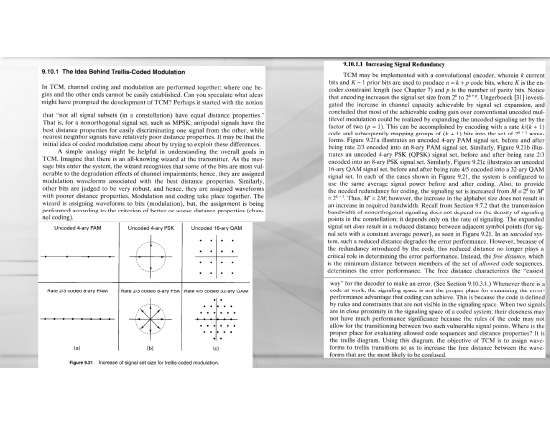 9.10.1 The Idea Behind Trellis-Coded Modulation
In TCM, channel coding and modulation are performed together; where one be-
gins and the other ends cannot be easily established. Can you speculate what ideas
might have prompted the development of TCM? Perhaps it started with the notion
that "not all signal subsets (in a constellation) have equal distance properties."
That is, for a nonorthogonal signal set, such as MPSK, antipodal signals have the
best distance properties for easily discriminating one signal from the other, while
nearest neighbor signals have relatively poor distance properties. It may be that the
initial idea of coded modulation came about by trying to exploit these differences.
A simple analogy might be helpful in understanding the overall goals in
TCM. Imagine that there is an all-knowing wizard at the transmitter. As the mes-
sage bits enter the system, the wizard recognizes that some of the bits are most vul-
nerable to the degradation effects of channel impairments; hence, they are assigned
modulation waveforms associated with the best distance properties. Similarly,
other bits are judged to be very robust, and hence, they are assigned waveforms
with poorer distance properties. Modulation and coding take place together. The
wizard is assigning waveforms to bits (modulation), but, the assignment is being
performed according to the criterion of better or worse distance properties (chan-
nel coding).
Uncoded 4-ary PAM
Uncoded 4-ary PSK
Uncoded 16-ary QAM
Rate 2/3 coded 8-ary PAM
Rate 2/3 coded 8-ary PSK
Rate 4/5 coded 32-ary QAM
(a)
(b)
(c)
Figure 9.21 Increase of signal set size for trellis-coded modulation.
9.10.1.1 Increasing Signal Redundancy
TCM may be implemented with a convolutional encoder, wherein k current
bits and K − 1 prior bits are used to produce n = k + p code bits, where K is the en-
coder constraint length (see Chapter 7) and p is the number of parity bits. Notice
that encoding increases the signal set size from 2ᵏ to 2ᵏ⁺ᵖ. Ungerboeck [31] investi-
gated the increase in channel capacity achievable by signal set expansion, and
concluded that most of the achievable coding gain over conventional uncoded mul-
tilevel modulation could be realized by expanding the uncoded signaling set by the
factor of two (p = 1). This can be accomplished by encoding with a rate k/(k + 1)
code and subsequently mapping groups of (k + 1) bits into the set of 2ᵏ⁺¹ wave-
forms. Figure 9.21a illustrates an uncoded 4-ary PAM signal set, before and after
being rate 2/3 encoded into an 8-ary PAM signal set. Similarly, Figure 9.21b illus-
trates an uncoded 4-ary PSK (QPSK) signal set, before and after being rate 2/3
encoded into an 8-ary PSK signal set. Similarly, Figure 9.21c illustrates an uncoded
16-ary QAM signal set, before and after being rate 4/5 encoded into a 32-ary QAM
signal set. In each of the cases shown in Figure 9.21, the system is configured to
use the same average signal power before and after coding. Also, to provide
the needed redundancy for coding, the signaling set is increased from M = 2ᵏ to M'
= 2ᵏ⁺¹. Thus, M' = 2M; however, the increase in the alphabet size does not result in
an increase in required bandwidth. Recall from Section 9.7.2 that the transmission
bandwidth of nonorthogonal signaling does not depend on the density of signaling
points in the constellation; it depends only on the rate of signaling. The expanded
signal set does result in a reduced distance between adjacent symbol points (for sig-
nal sets with a constant average power), as seen in Figure 9.21. In an uncoded sys-
tem, such a reduced distance degrades the error performance. However, because of
the redundancy introduced by the code, this reduced distance no longer plays a
critical role in determining the error performance. Instead, the free distance, which
is the minimum distance between members of the set of allowed code sequences,
determines the error performance. The free distance characterizes the "easiest
way" for the decoder to make an error. (See Section 9.10.3.1.) Whenever there is a
code at work, the signaling space is not the proper place for examining the error-
performance advantage that coding can achieve. This is because the code is defined
by rules and constraints that are not visible in the signaling space. When two signals
are in close proximity in the signaling space of a coded system, their closeness may
not have much performance significance because the rules of the code may not
allow for the transitioning between two such vulnerable signal points. Where is the
proper place for evaluating allowed code sequences and distance properties? It is
the trellis diagram. Using this diagram, the objective of TCM is to assign wave-
forms to trellis transitions so as to increase the free distance between the wave-
forms that are the most likely to be confused.